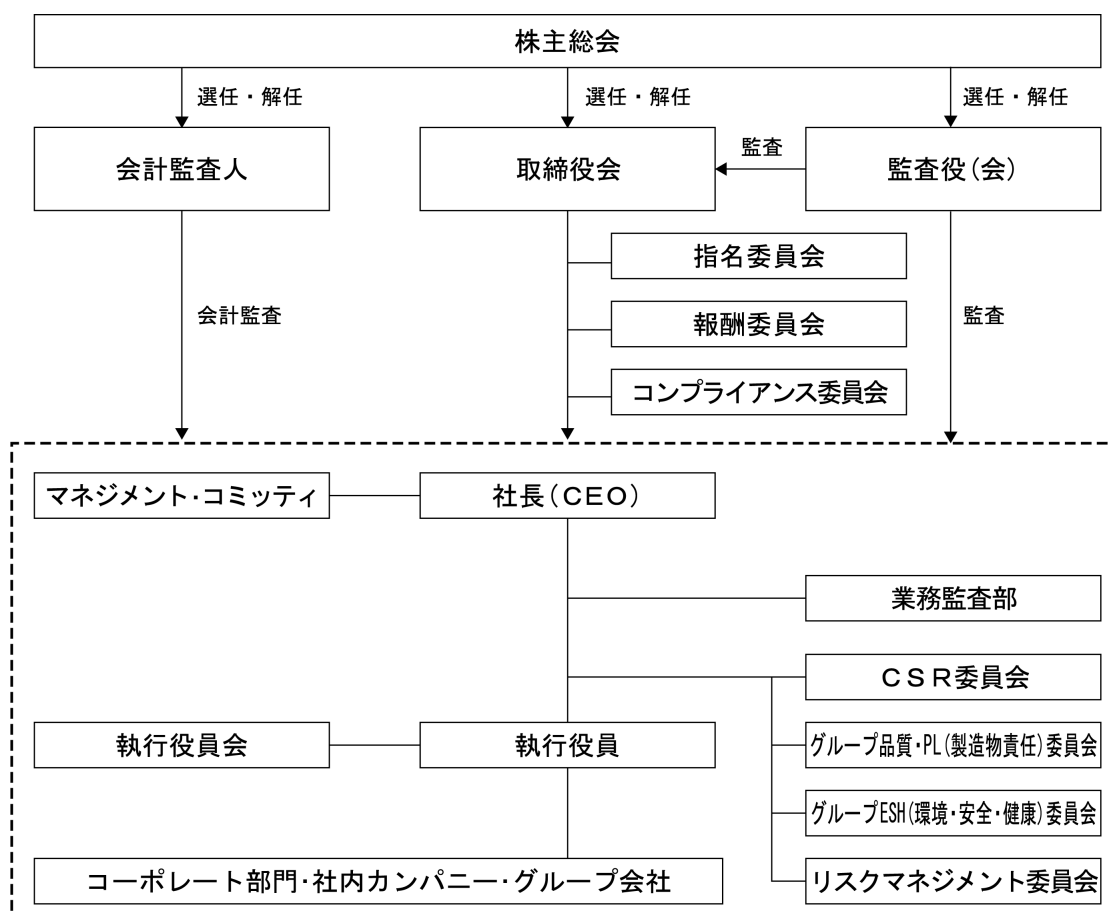 株主総会
選任・解任
選任・解任
選任・解任
会計監査人
取締役会
監査
監査役（会）
指名委員会
会計監査
報酬委員会
監査
コンプライアンス委員会
マネジメント・コミッティ
社長（CEO）
業務監査部
CSR委員会
執行役員会
執行役員
グループ品質・PL（製造物責任）委員会
グループESH（環境・安全・健康）委員会
コーポレート部門・社内カンパニー・グループ会社
リスクマネジメント委員会